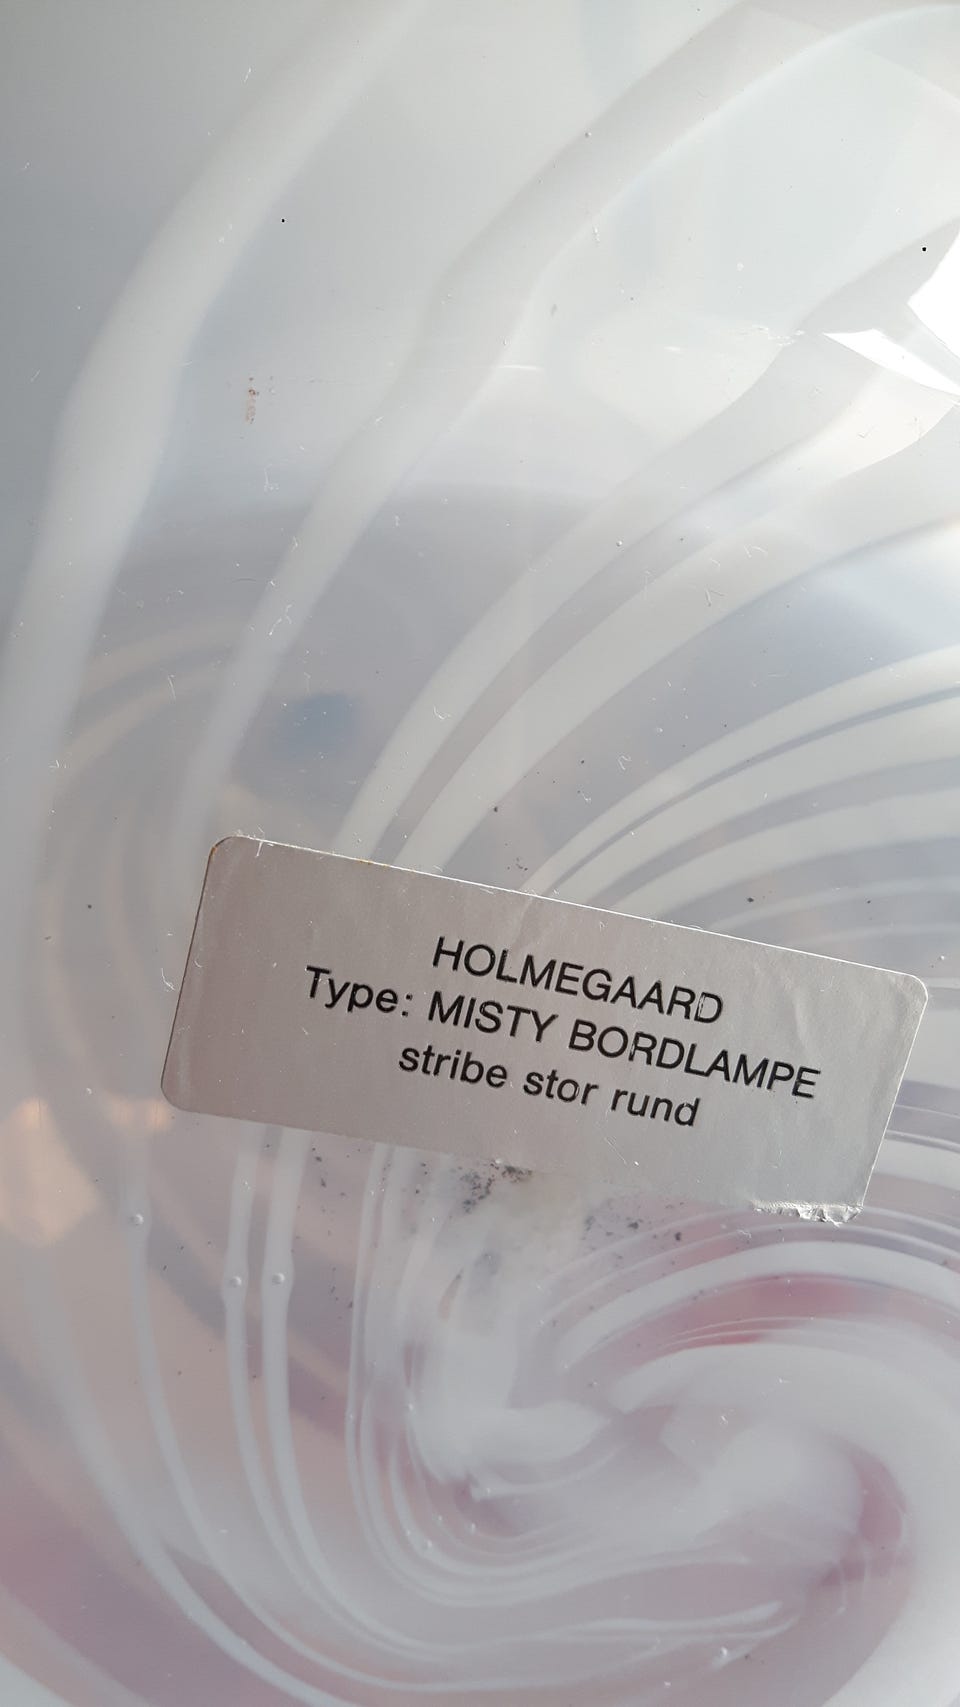 HOLMEGAARD
Type: MISTY BORDLAMPE
stribe stor rund